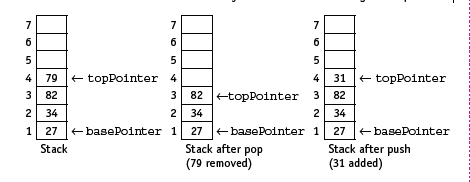 7 7 7
6 6 6
5 5 5
4 79 ← topPointer 4 4 31 ← topPointer
3 82 3 82 ←topPointer 3 82
2 34 2 34 2 34
1 27 ← basePointer 1 27 ← basePointer 1 27 ← basePointer
Stack Stack after pop Stack after push
(79 removed) (31 added)